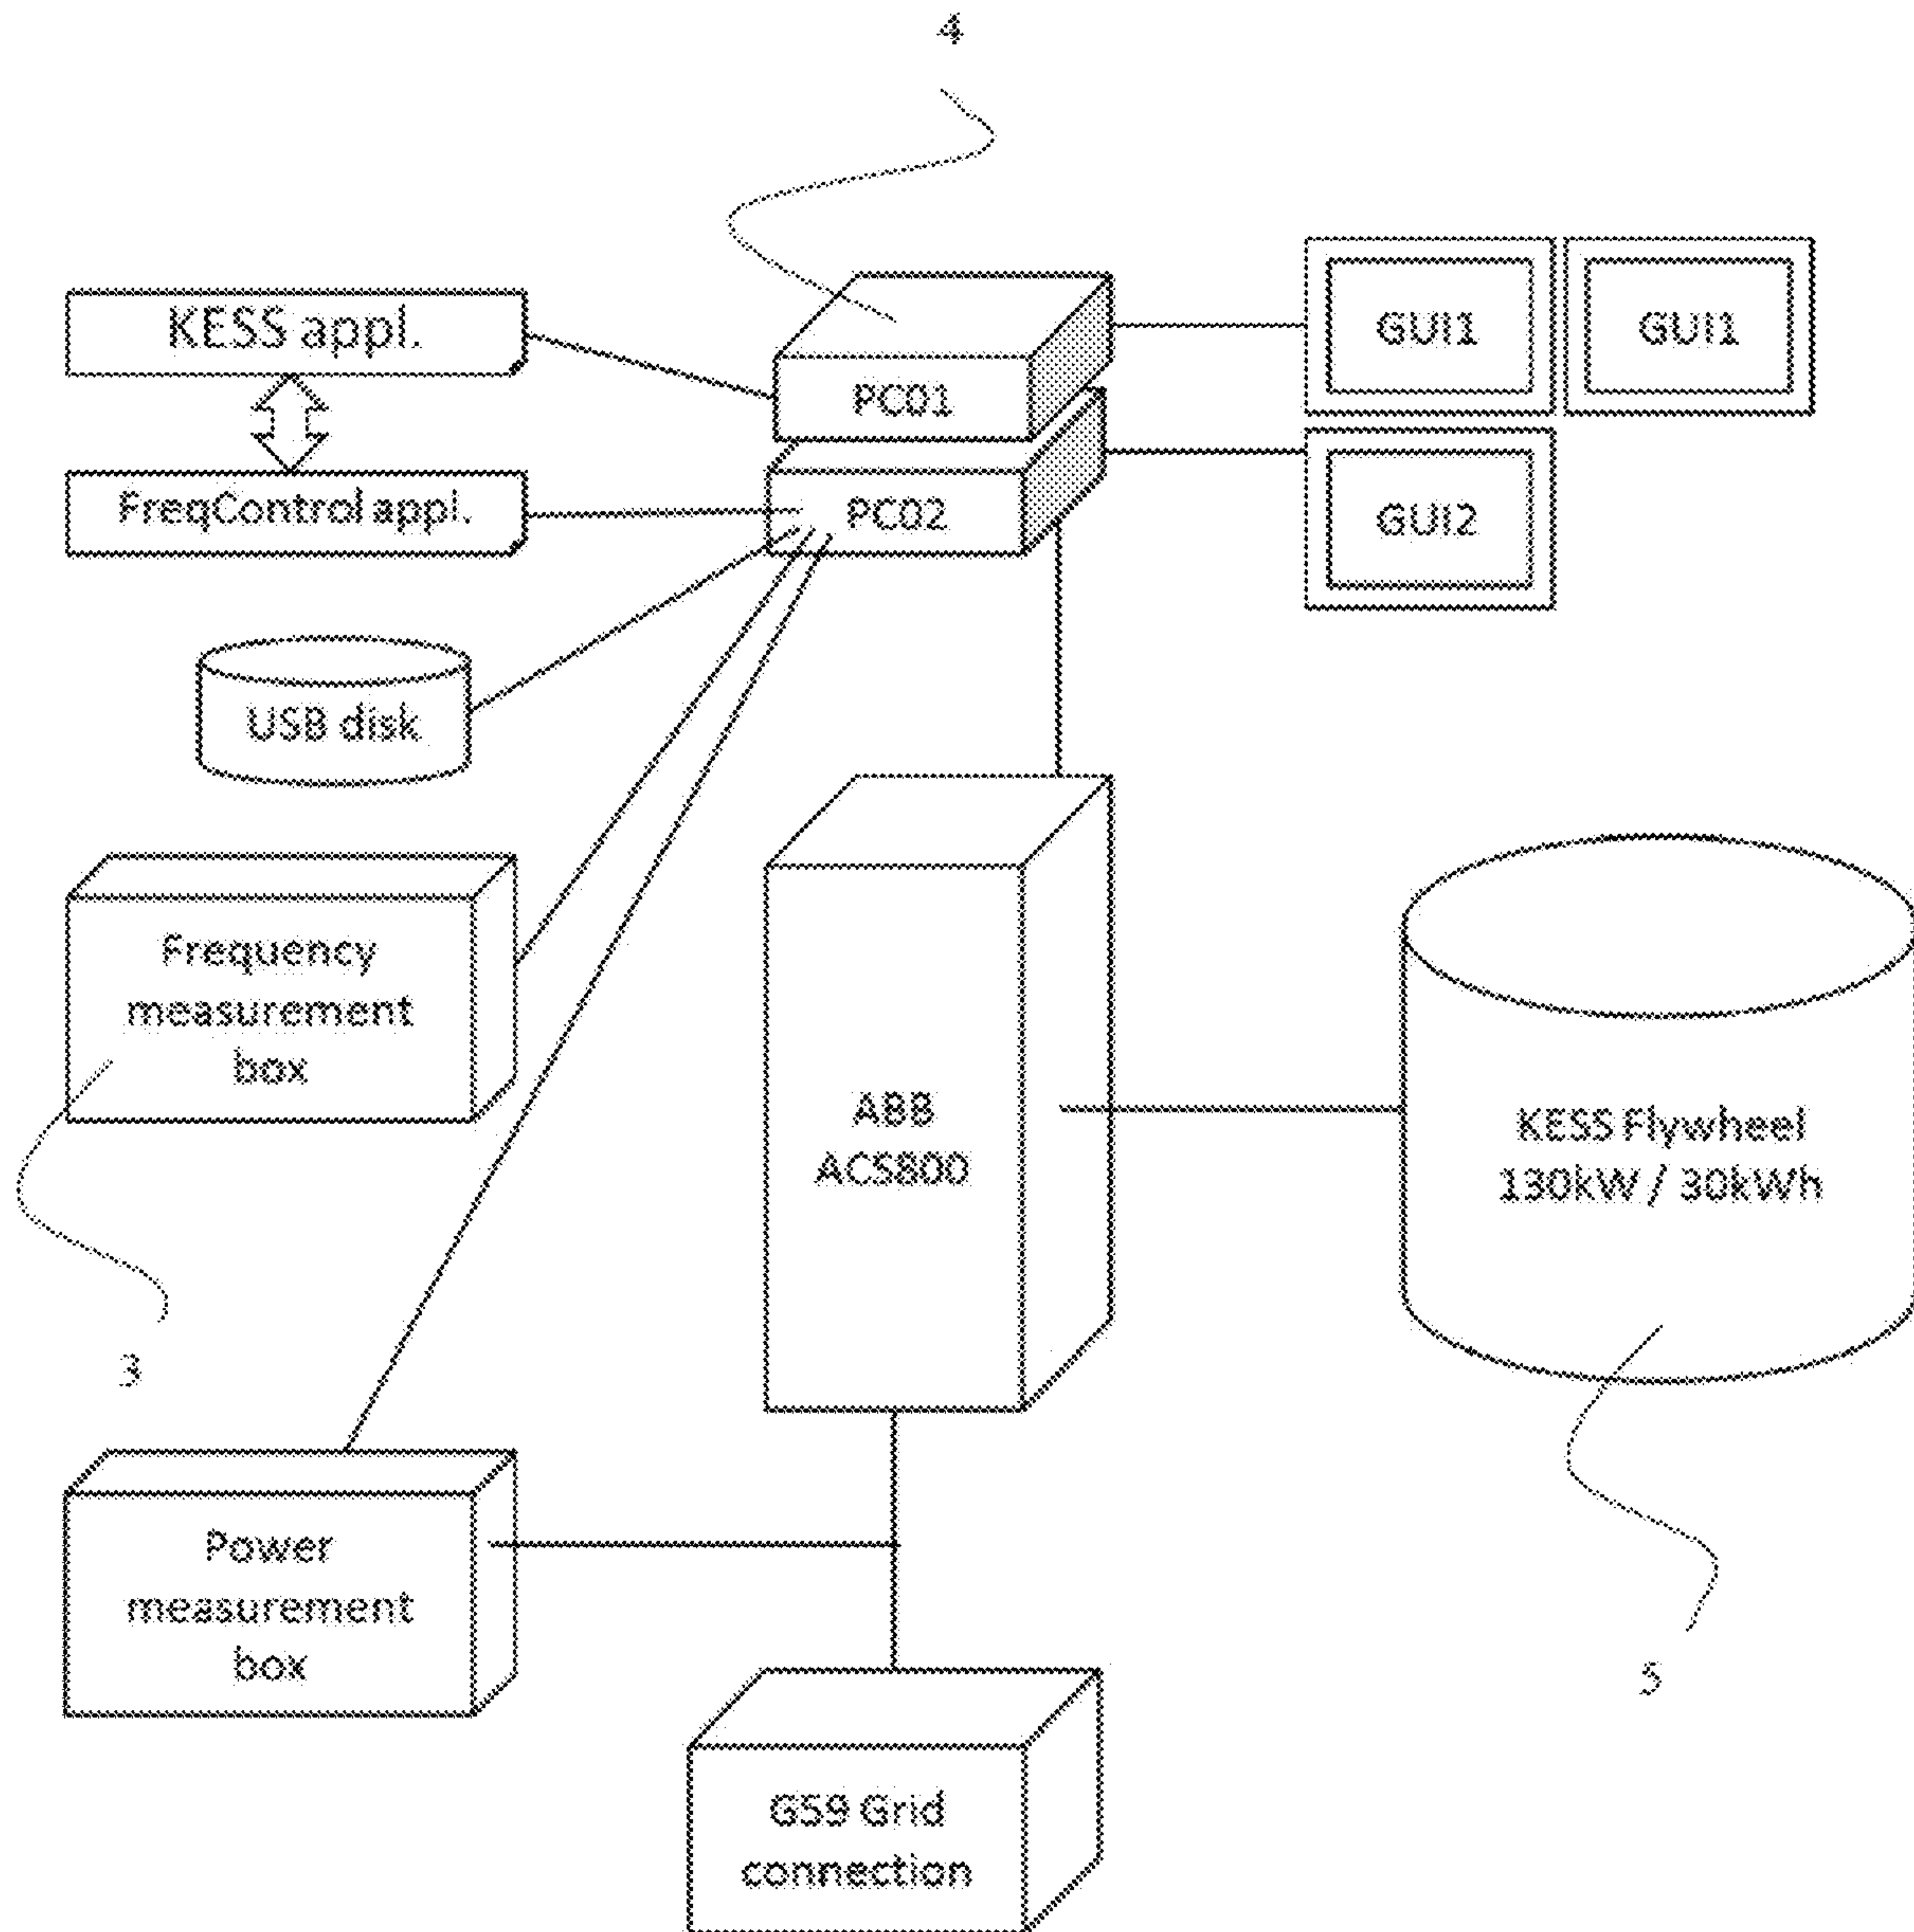 4
KESS appl.
FreqControl appl.
PC01
PC02
GUI1
GUI1
GUI2
USB disk
Frequency
measurement
box
3
ABB
ACS800
KESS Flywheel
130kW / 30kWh
5
Power
measurement
box
G59 Grid
connection